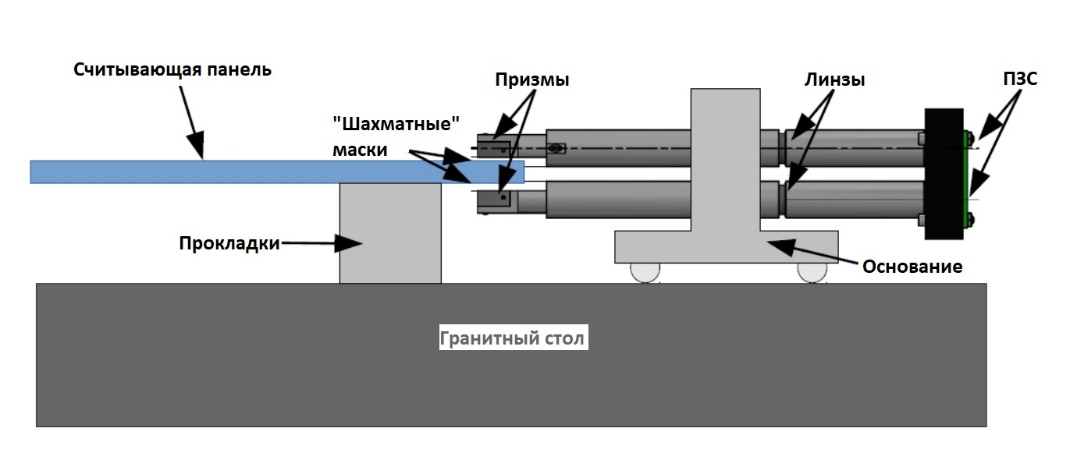 Считывающая панель
Призмы
Линзы
ПЗС
"Шахматные"
маски
Прокладки
Основание
Гранитный стол